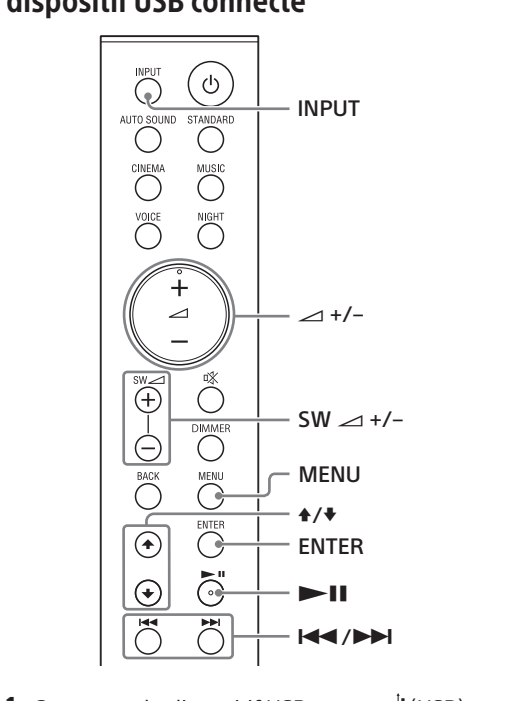 dispositif USB connecté
INPUT
INPUT
AUTO SOUND STANDARD
CINEMA MUSIC
VOICE NIGHT
+
+/–
–
SW
+
SW +/–
–
DIMMER
BACK MENU
MENU
ENTER
ENTER